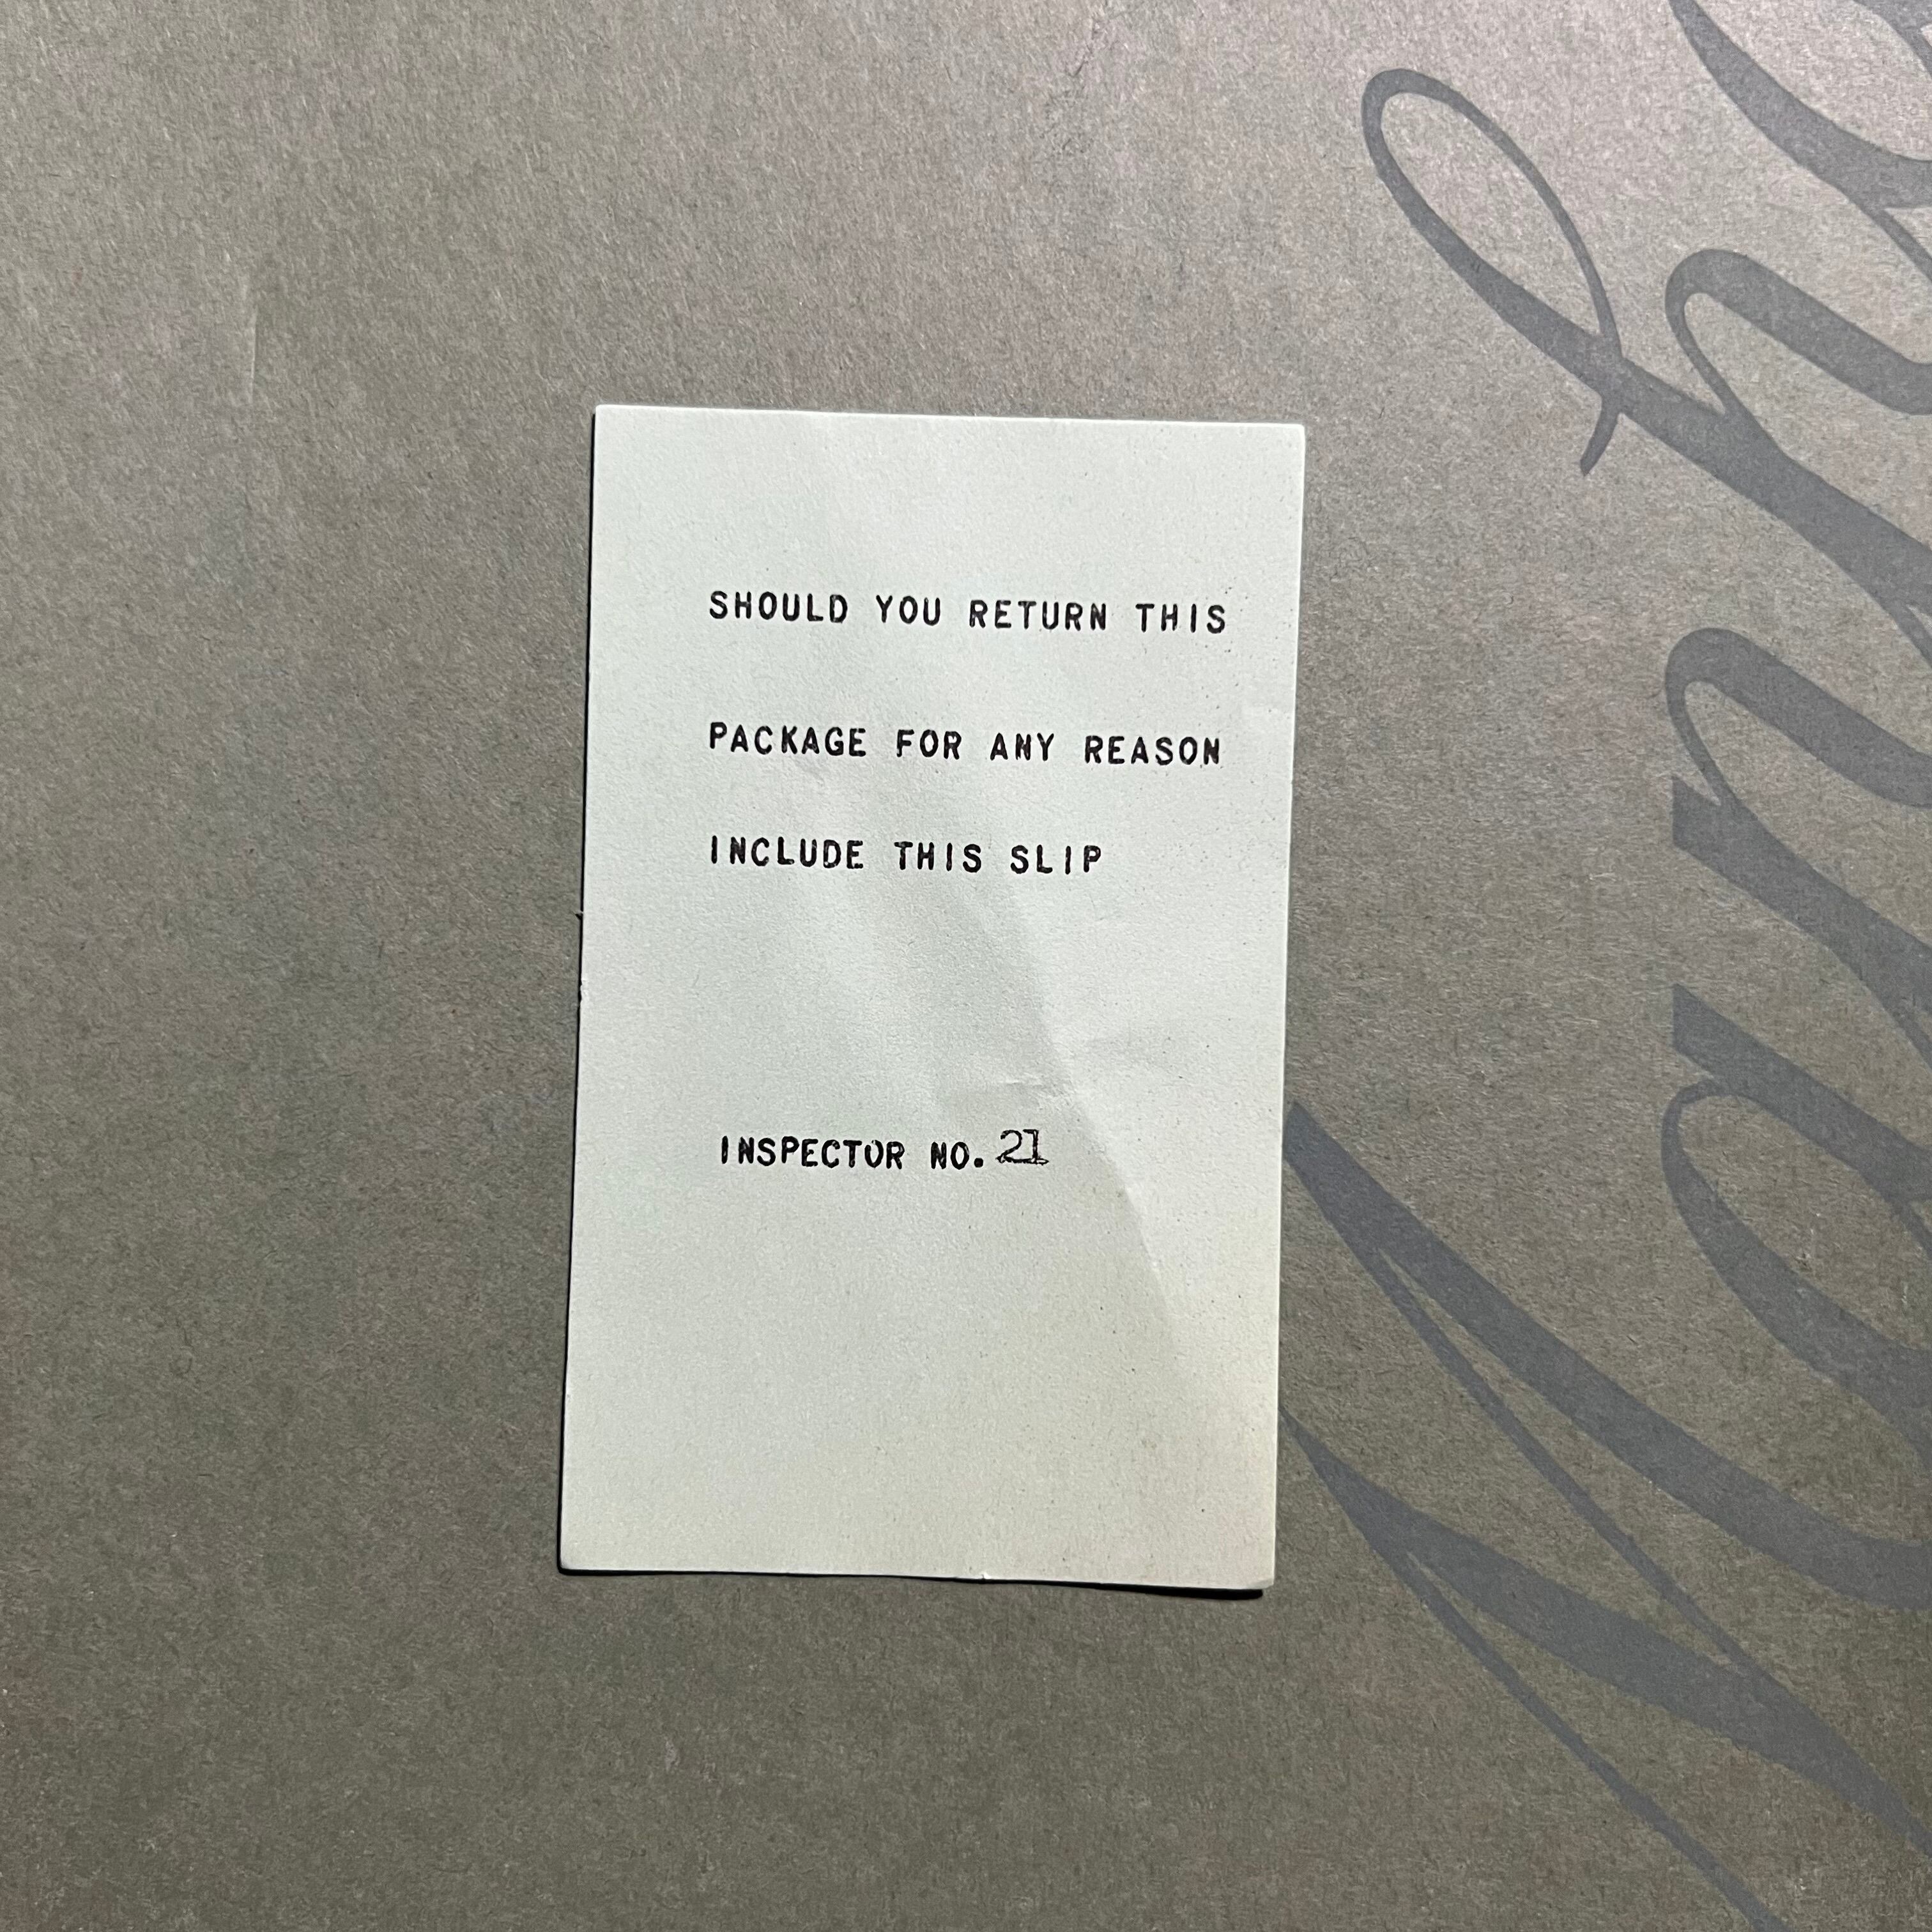 SHOULD YOU RETURN THIS
PACKAGE FOR ANY REASON
INCLUDE THIS SLIP
INSPECTOR NO. 21